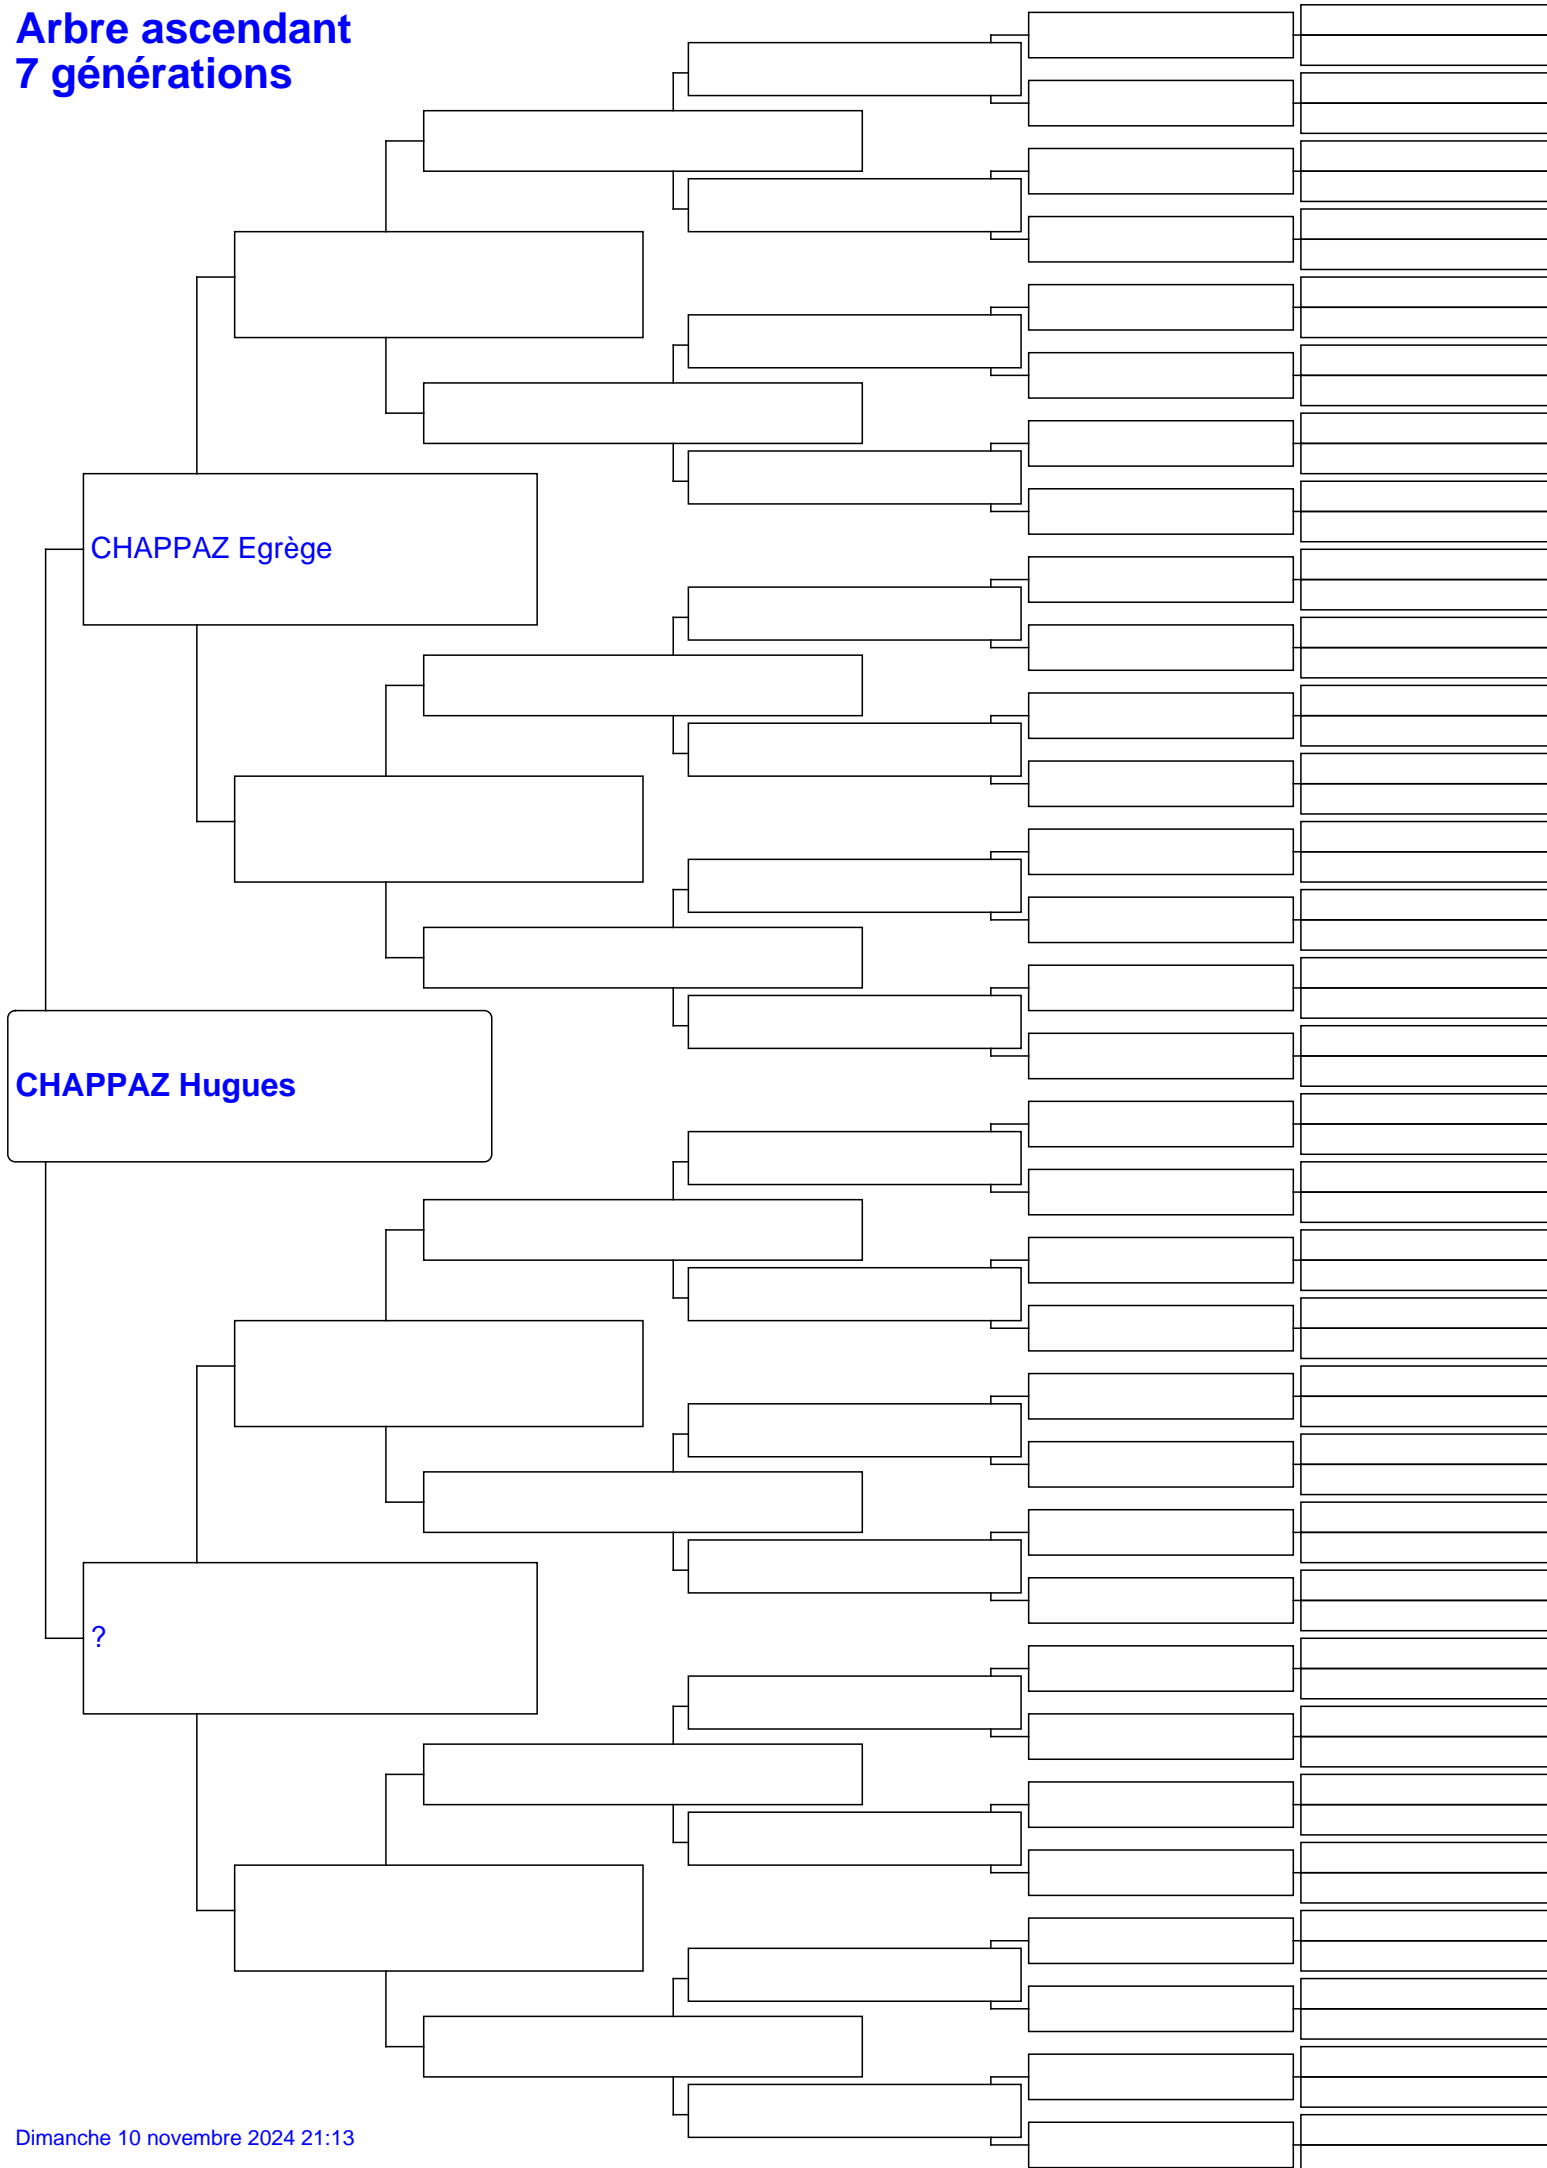 Arbre ascendant
7 générations
CHAPPAZ Egrège
CHAPPAZ Hugues
?
Dimanche 10 novembre 2024 21:13